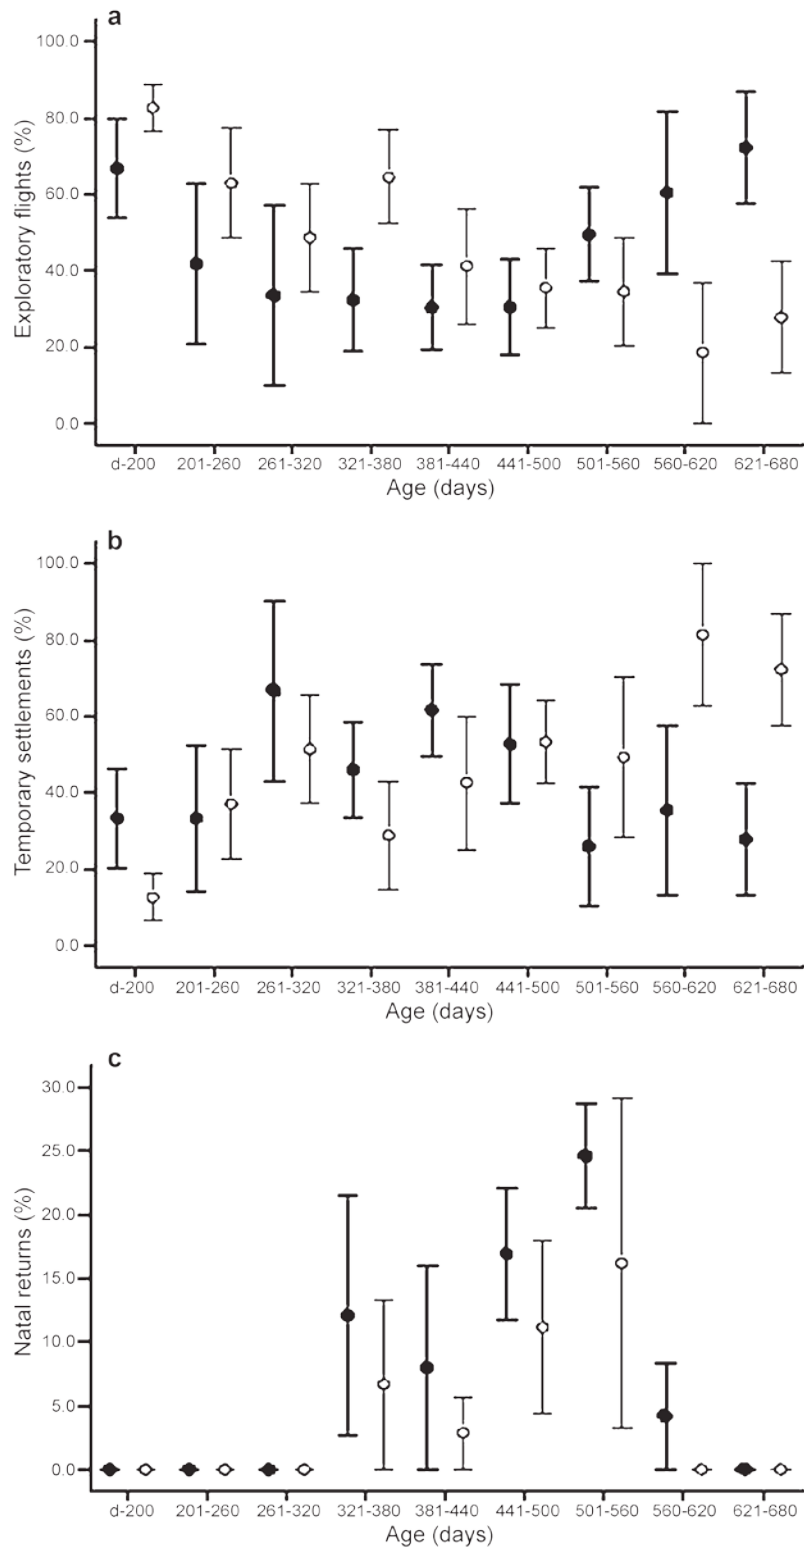 a
100.0
80.0
60.0
40.0
20.0
0.0
Exploratory flights (%)
d-200 201-260 261-320 321-380 381-440 441-500 501-560 560-620 621-680
Age (days)
b
100.0
80.0
60.0
40.0
20.0
0.0
Temporary settlements (%)
d-200 201-260 261-320 321-380 381-440 441-500 501-560 560-620 621-680
Age (days)
c
30.0
25.0
20.0
15.0
10.0
5.0
0.0
Natal returns (%)
d-200 201-260 261-320 321-380 381-440 441-500 501-560 560-620 621-680
Age (days)